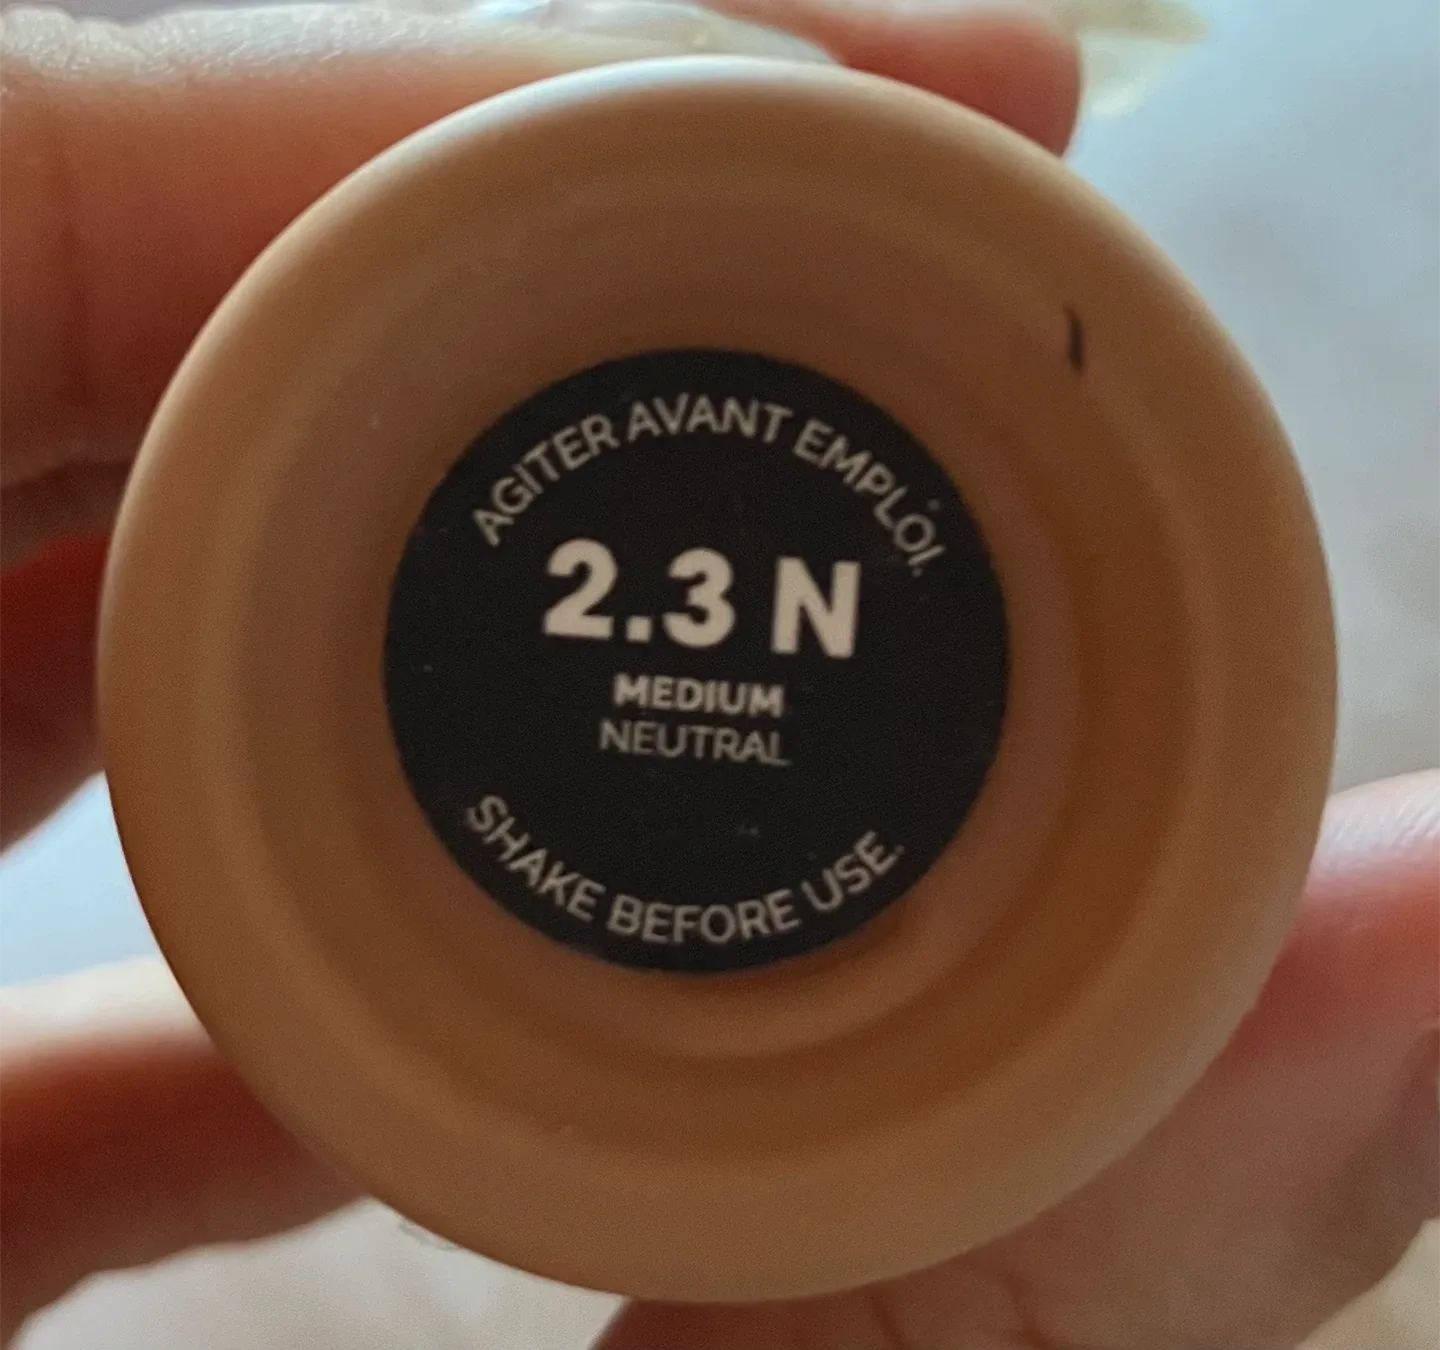 AGITER AVANT EMPLOI.
2.3 N
MEDIUM
NEUTRAL
SHAKE BEFORE USE.